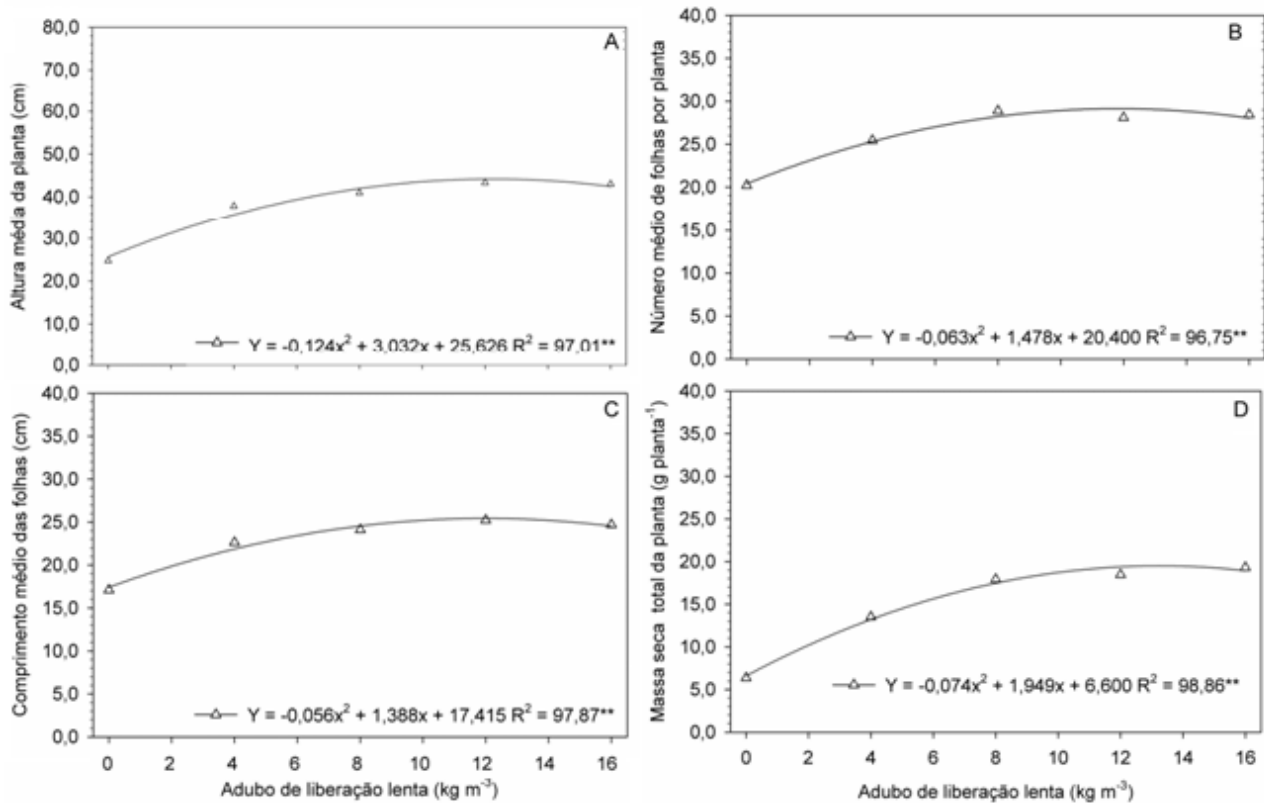 A
Altura média da planta (cm)
80,0
70,0
60,0
50,0
40,0
30,0
20,0
10,0
0,0
Y = -0,124x² + 3,032x + 25,626 R² = 97,01**
B
Número médio de folhas por planta
40,0
35,0
30,0
25,0
20,0
15,0
10,0
5,0
0,0
Y = -0,063x² + 1,478x + 20,400 R² = 96,75**
C
Comprimento médio das folhas (cm)
40,0
35,0
30,0
25,0
20,0
15,0
10,0
5,0
0,0
Y = -0,056x² + 1,388x + 17,415 R² = 97,87**
0 2 4 6 8 10 12 14 16
Adubo de liberação lenta (kg m⁻³)
D
Massa seca total da planta (g planta⁻¹)
40,0
35,0
30,0
25,0
20,0
15,0
10,0
5,0
0,0
Y = -0,074x² + 1,949x + 6,600 R² = 98,86**
0 2 4 6 8 10 12 14 16
Adubo de liberação lenta (kg m⁻³)